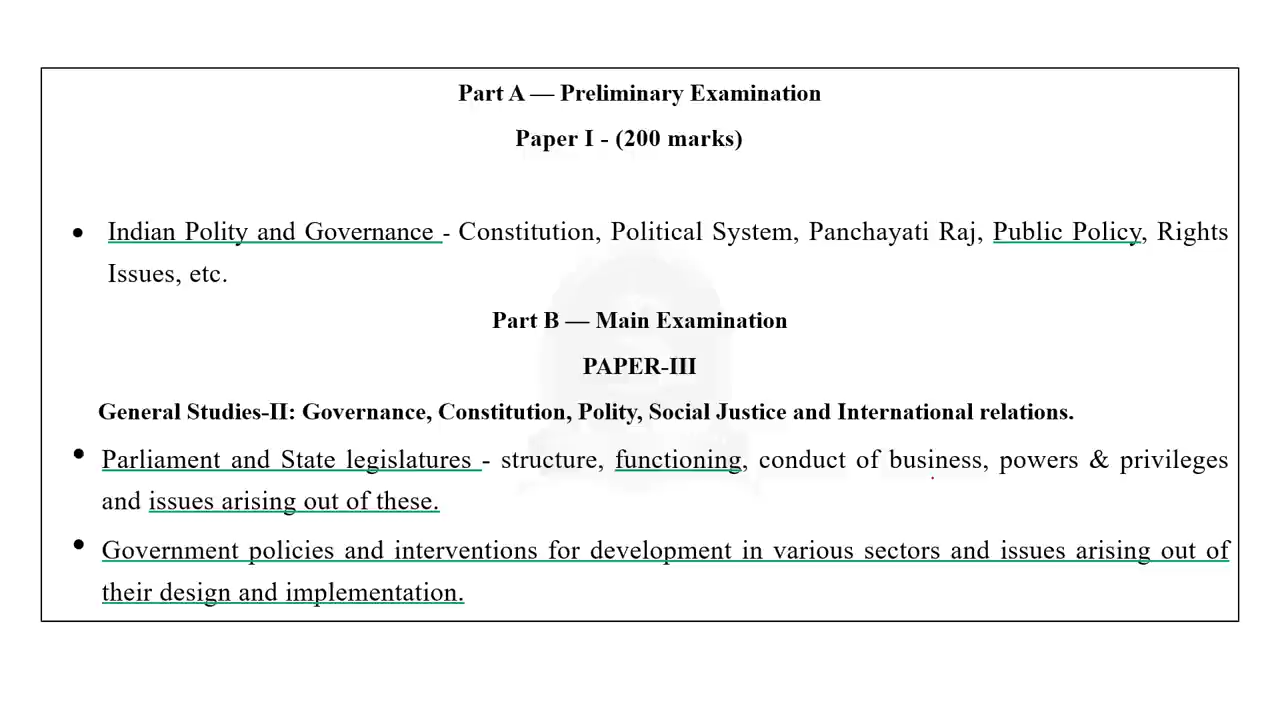 Part A — Preliminary Examination
Paper I - (200 marks)
• Indian Polity and Governance - Constitution, Political System, Panchayati Raj, Public Policy, Rights
Issues, etc.
Part B — Main Examination
PAPER-III
General Studies-II: Governance, Constitution, Polity, Social Justice and International relations.
• Parliament and State legislatures - structure, functioning, conduct of business, powers & privileges
and issues arising out of these.
• Government policies and interventions for development in various sectors and issues arising out of
their design and implementation.